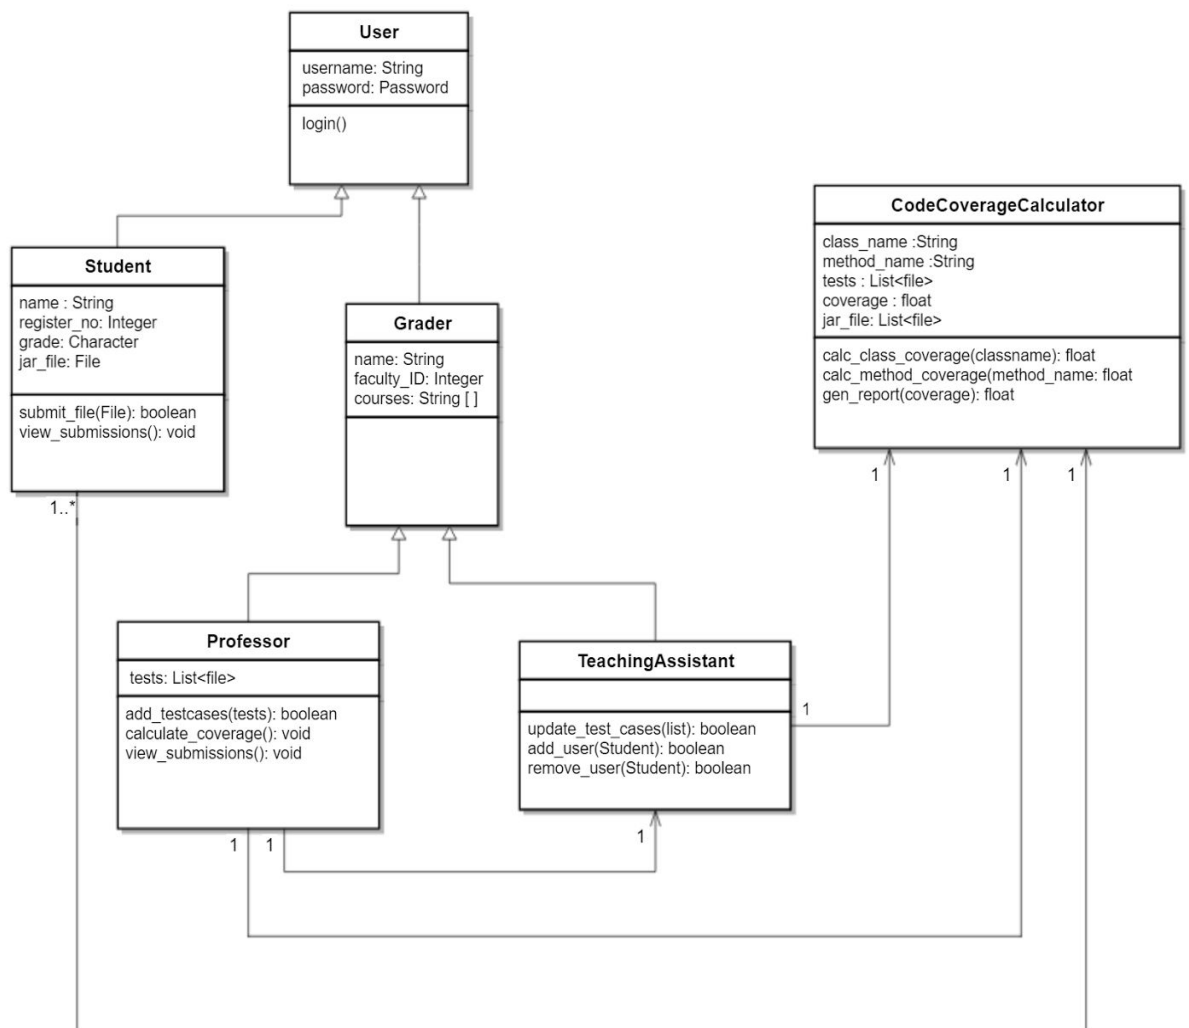 User
username: String
password: Password
login()
CodeCoverageCalculator
class_name :String
method_name :String
tests : List<file>
coverage : float
jar_file: List<file>
calc_class_coverage(classname): float
calc_method_coverage(method_name: float
gen_report(coverage): float
Student
name : String
register_no: Integer
grade: Character
jar_file: File
submit_file(File): boolean
view_submissions(): void
Grader
name: String
faculty_ID: Integer
courses: String [ ]
1
1
1
1..*
Professor
tests: List<file>
add_testcases(tests): boolean
calculate_coverage(): void
view_submissions(): void
TeachingAssistant
update_test_cases(list): boolean
add_user(Student): boolean
remove_user(Student): boolean
1
1
1
1